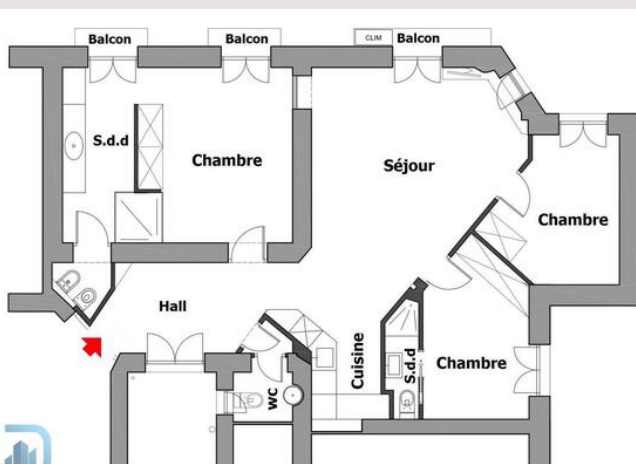 Balcon
Balcon
CLIM
Balcon
S.d.d
Chambre
Séjour
Chambre
Hall
Cuisine
S.d.d
Chambre
WC